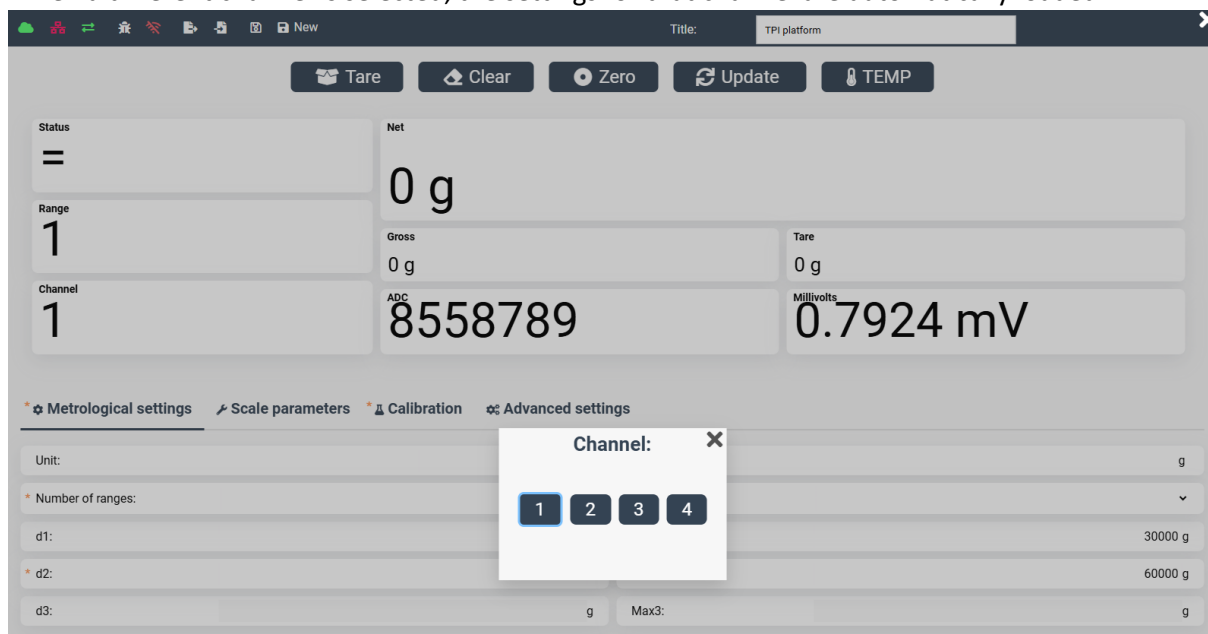 New
Title:
TPI platform
Tare
Clear
Zero
Update
TEMP
Status
=
Net
0 g
Range
1
Gross
0 g
Tare
0 g
Channel
1
ADC
8558789
Millivolts
0.7924 mV
* Metrological settings
Scale parameters
* Calibration
Advanced settings
Channel:
1 2 3 4
Unit:
g
* Number of ranges:
d1:
30000 g
* d2:
60000 g
d3:
g
Max3:
g